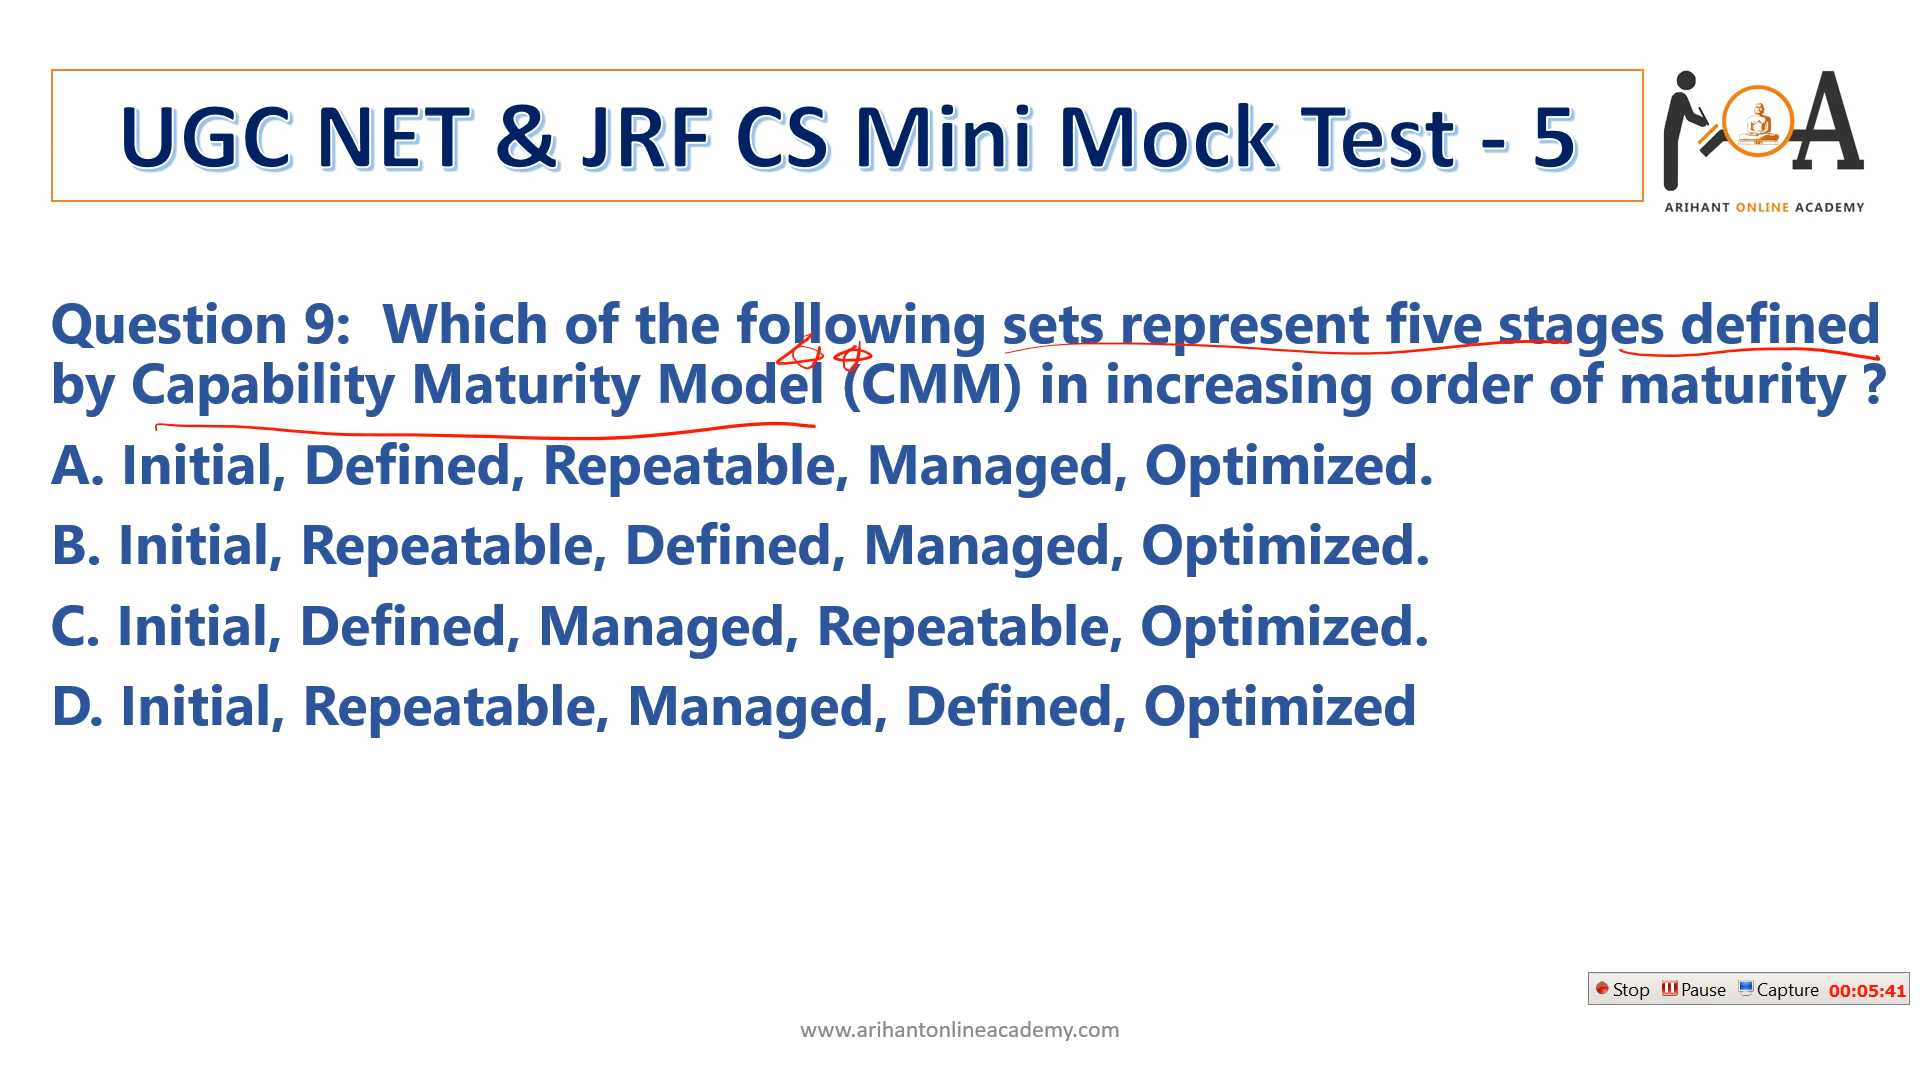 UGC NET & JRF CS Mini Mock Test - 5
A
ARIHANT ONLINE ACADEMY
Question 9: Which of the following sets represent five stages defined
by Capability Maturity Model (CMM) in increasing order of maturity ?
A. Initial, Defined, Repeatable, Managed, Optimized.
B. Initial, Repeatable, Defined, Managed, Optimized.
C. Initial, Defined, Managed, Repeatable, Optimized.
D. Initial, Repeatable, Managed, Defined, Optimized
Stop Pause Capture 00:05:41
www.arihantonlineacademy.com